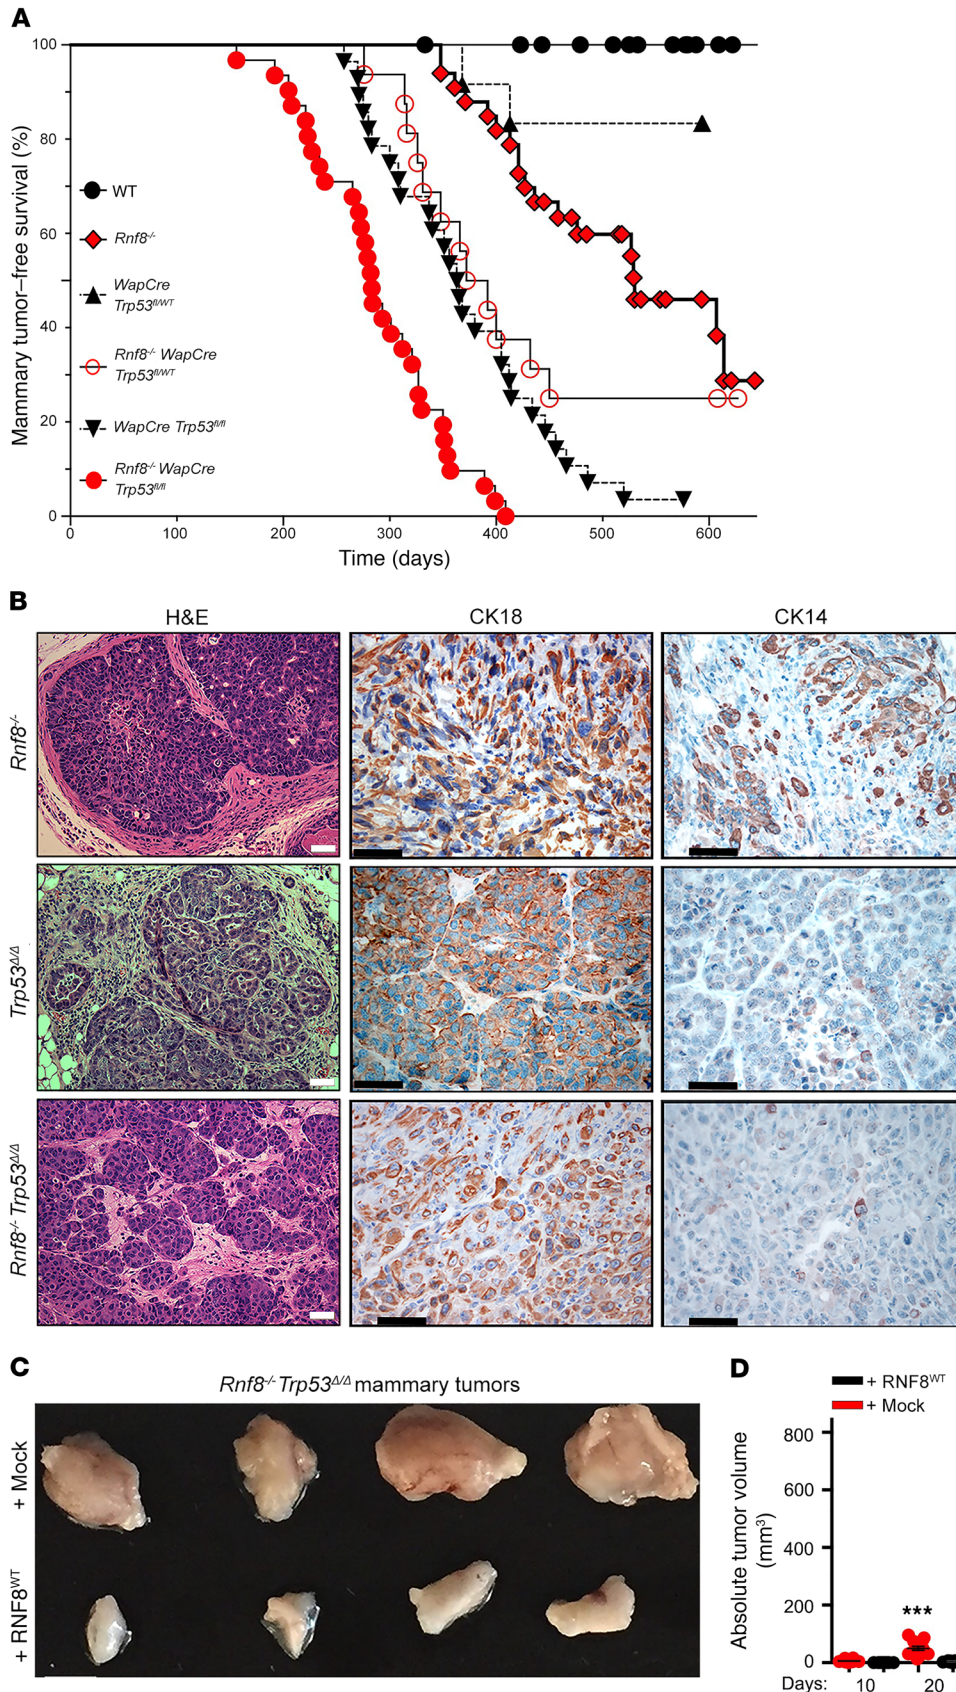 A
Mammary tumor–free survival (%)
100
80
60
40
20
0
WT
Rnf8-/-
WapCre
Trp53fl/WT
Rnf8-/- WapCre
Trp53fl/WT
WapCre Trp53fl/fl
Rnf8-/- WapCre
Trp53fl/fl
0 100 200 300 400 500 600
Time (days)
B
H&E CK18 CK14
Rnf8-/-
Trp53Δ/Δ
Rnf8-/- Trp53Δ/Δ
C
Rnf8-/- Trp53Δ/Δ mammary tumors
+ Mock
+ RNF8WT
D
+ RNF8WT
+ Mock
Absolute tumor volume
(mm3)
800
600
400
200
0
***
Days: 10 20